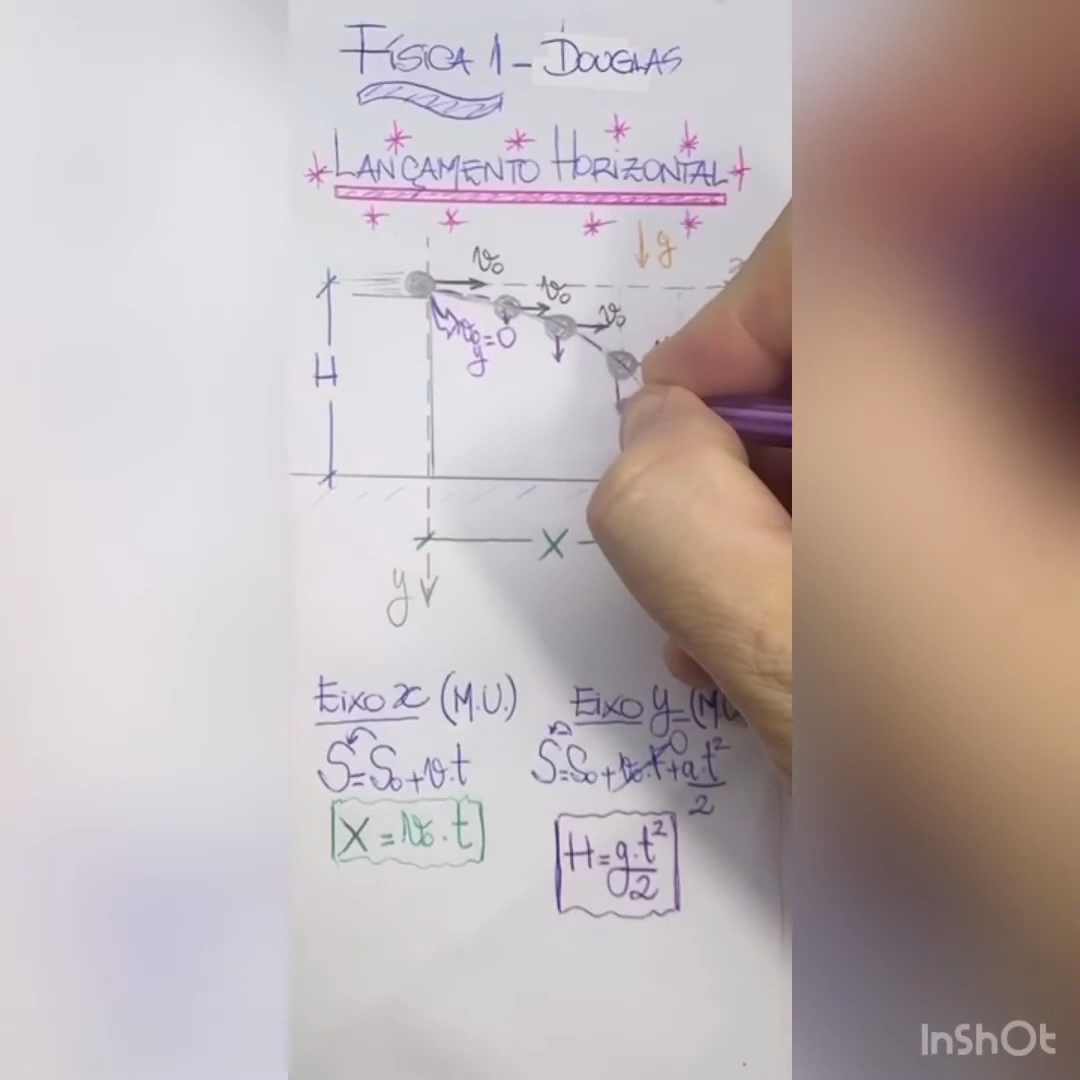 FÍSICA 1 - DOUGLAS
LANÇAMENTO HORIZONTAL
g
v₀
v₀
v₀
v₀y=0
H
X
y
Eixo x (M.U.)
Eixo y (M.U
S=S₀+v.t
S=S₀+v₀.t+a.t²/2
0
X=v₀.t
H=g.t²/2
InShOt